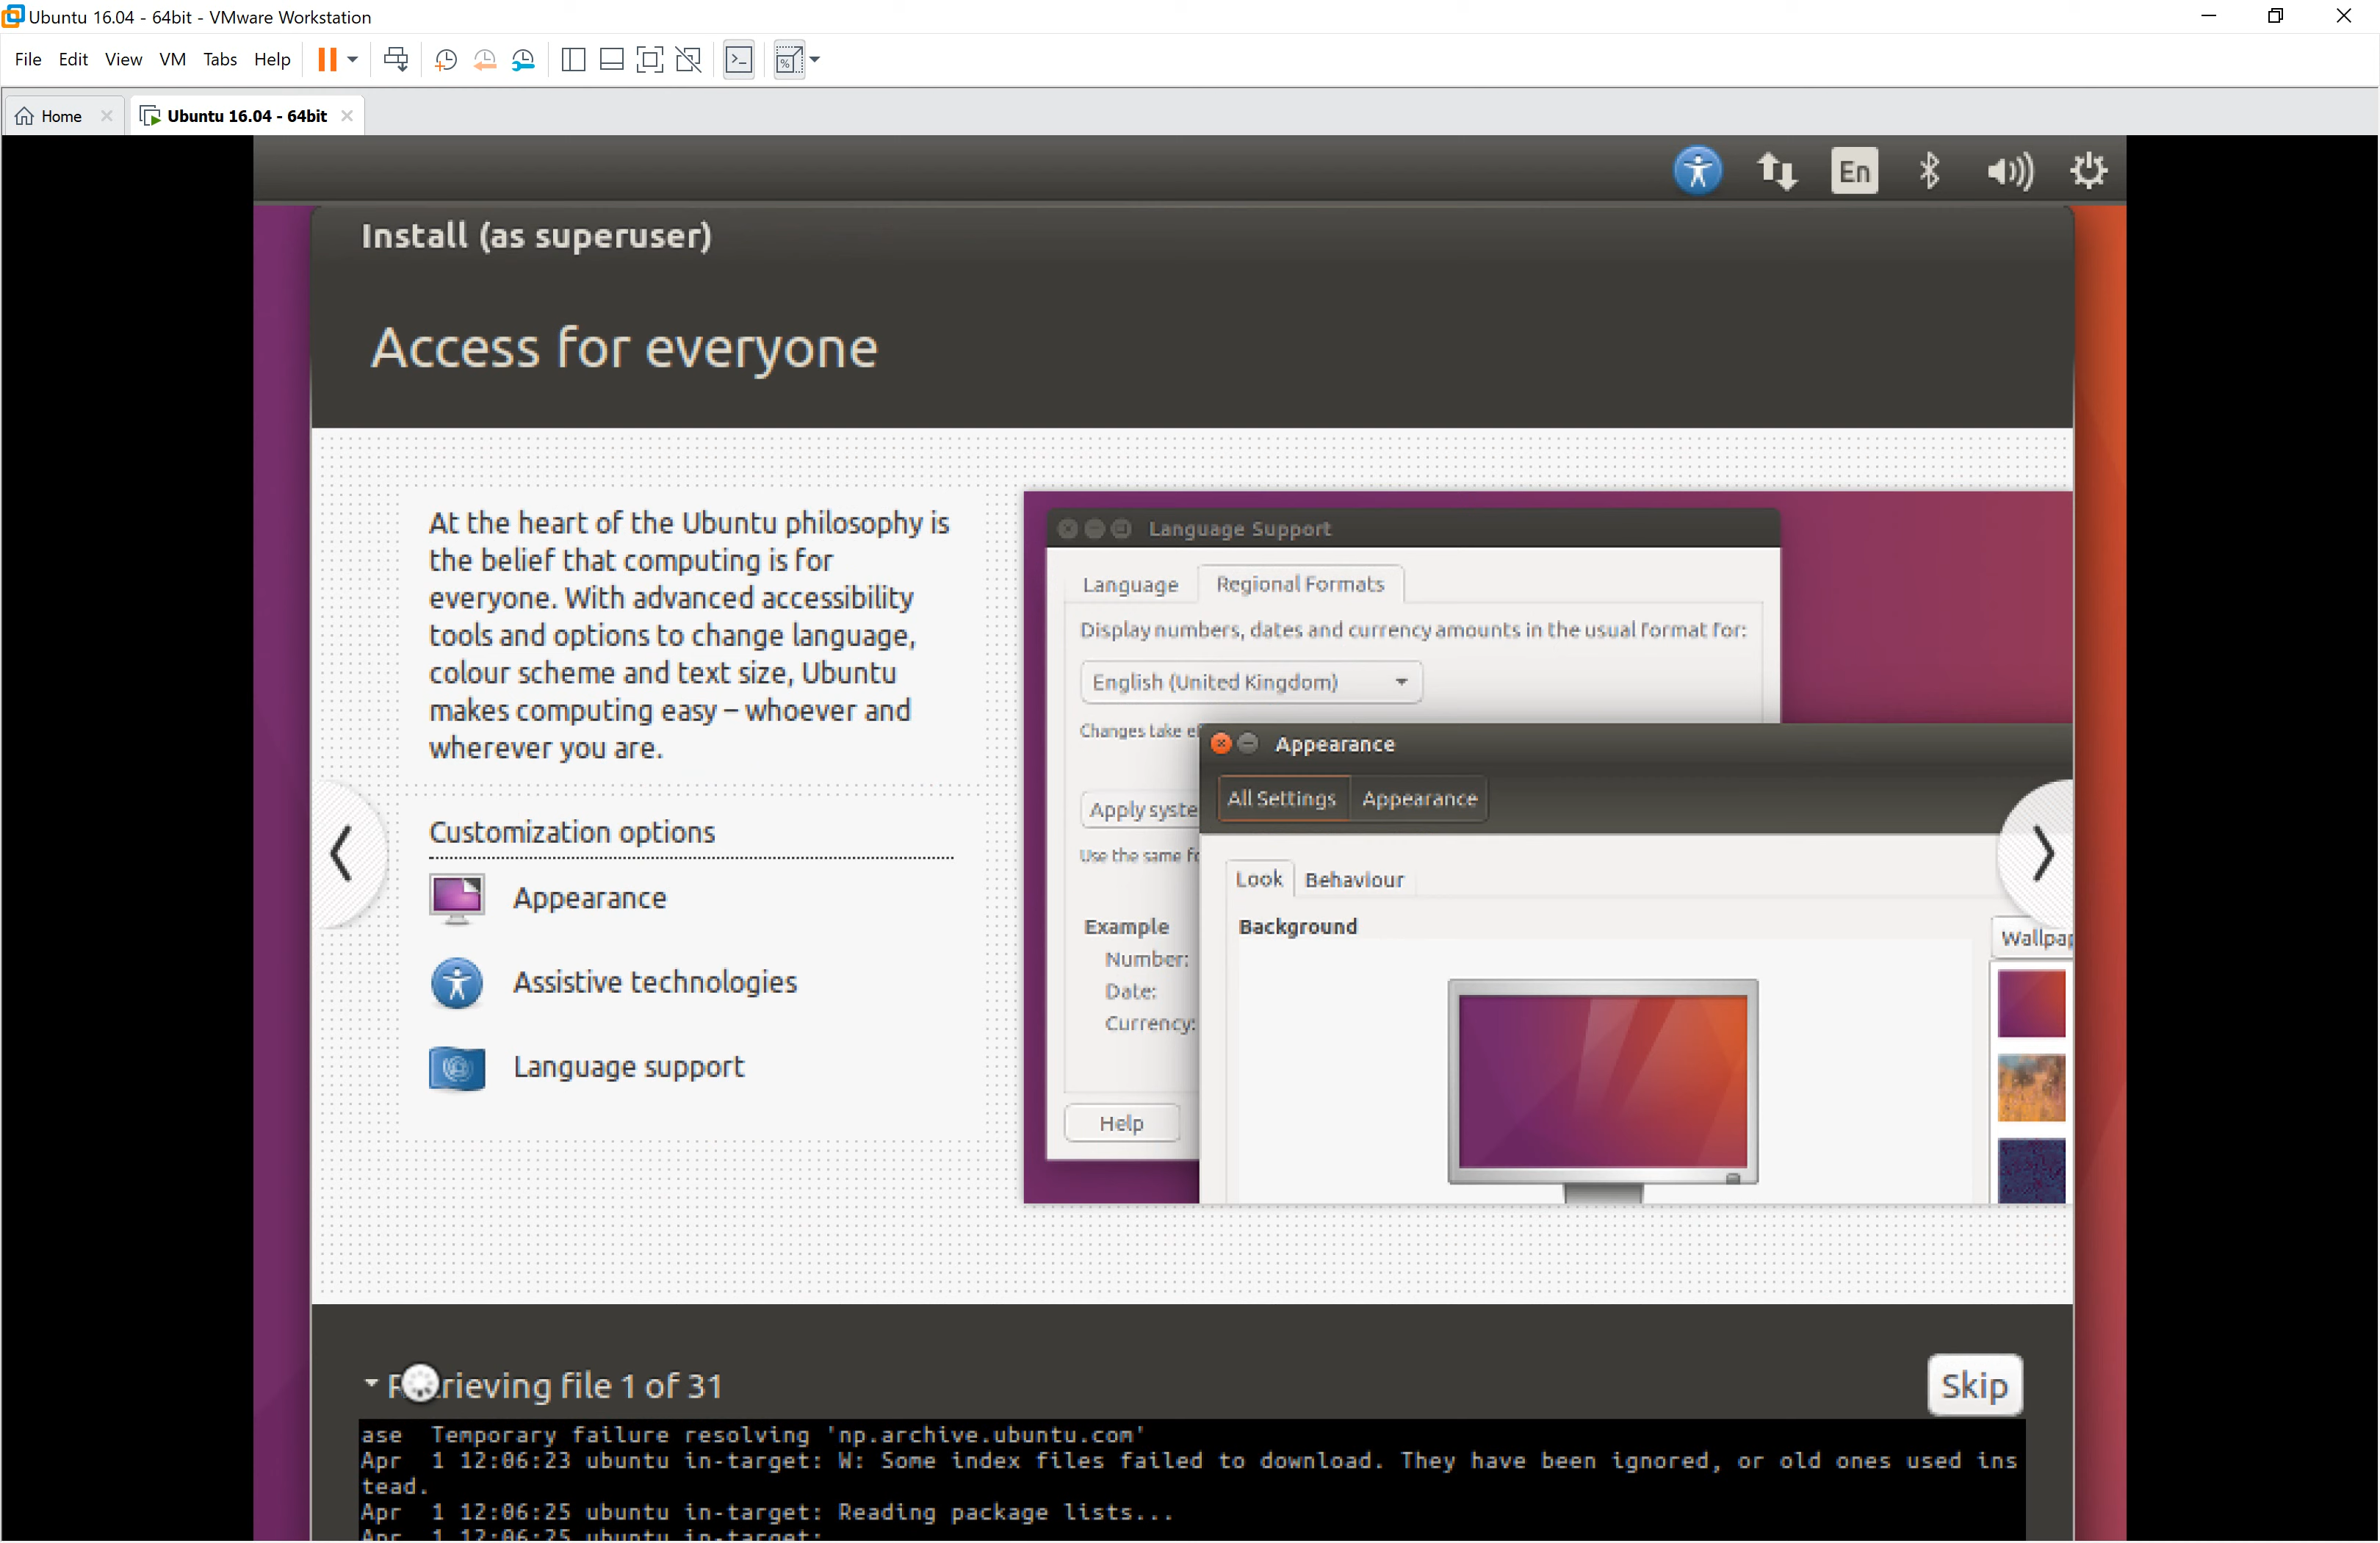 Ubuntu 16.04 - 64bit - VMware Workstation
File Edit View VM Tabs Help
Home
Ubuntu 16.04 - 64bit
En
Install (as superuser)
Access for everyone
At the heart of the Ubuntu philosophy is
the belief that computing is for
everyone. With advanced accessibility
tools and options to change language,
colour scheme and text size, Ubuntu
makes computing easy – whoever and
wherever you are.
Customization options
Appearance
Assistive technologies
Language support
Language Support
Language Regional Formats
Display numbers, dates and currency amounts in the usual format for:
English (United Kingdom)
Changes take
Apply
Use the same
Example
Number:
Date:
Currency:
Help
Appearance
All Settings Appearance
Look Behaviour
Background
file 1 of 31
Skip
ase Temporary failure resolving 'np.archive.ubuntu.com'
Apr 1 12:06:23 ubuntu in-target: W: Some index files failed to download. They have been ignored, or old ones used ins
tead.
Apr 1 12:06:25 ubuntu in-target: Reading package lists...
Apr 1 12:06:25 ubuntu in-target: